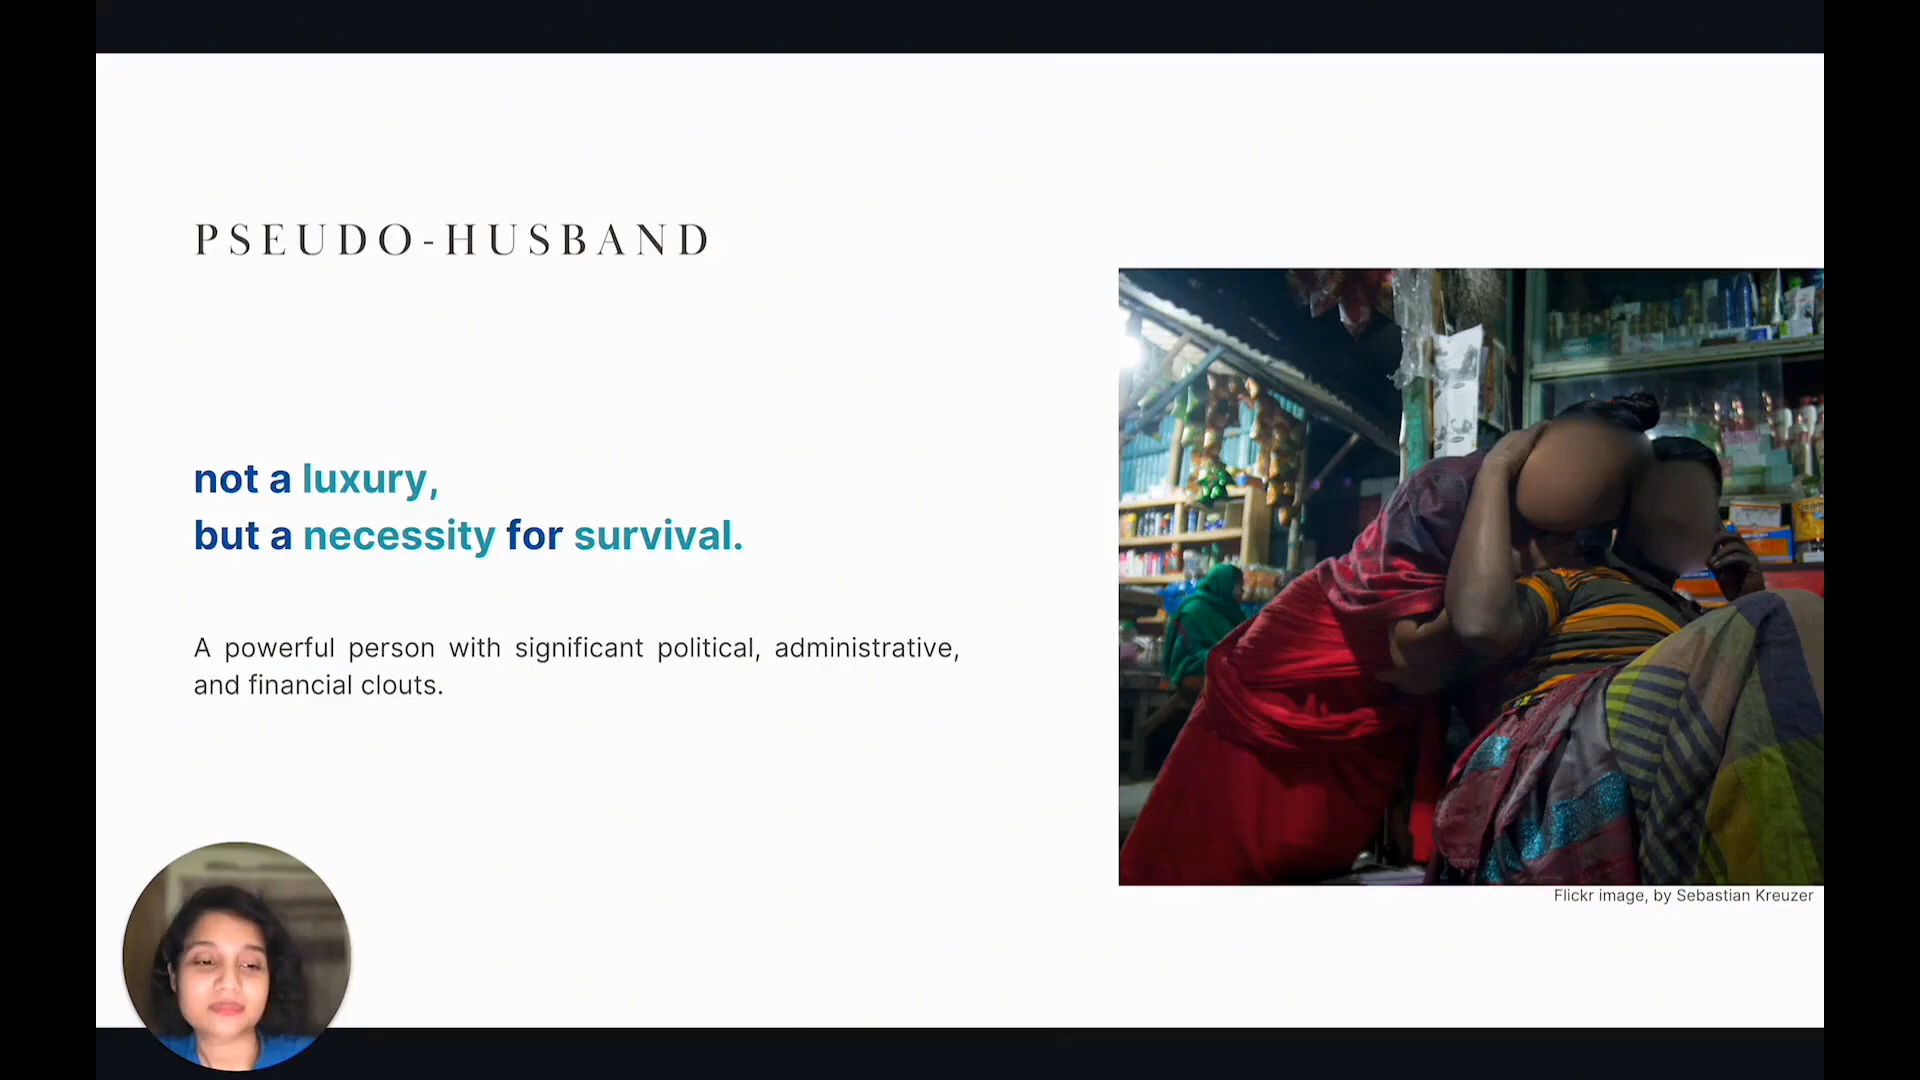 PSEUDO-HUSBAND
not a luxury,
but a necessity for survival.
A powerful person with significant political, administrative,
and financial clouts.
Flickr image, by Sebastian Kreuzer